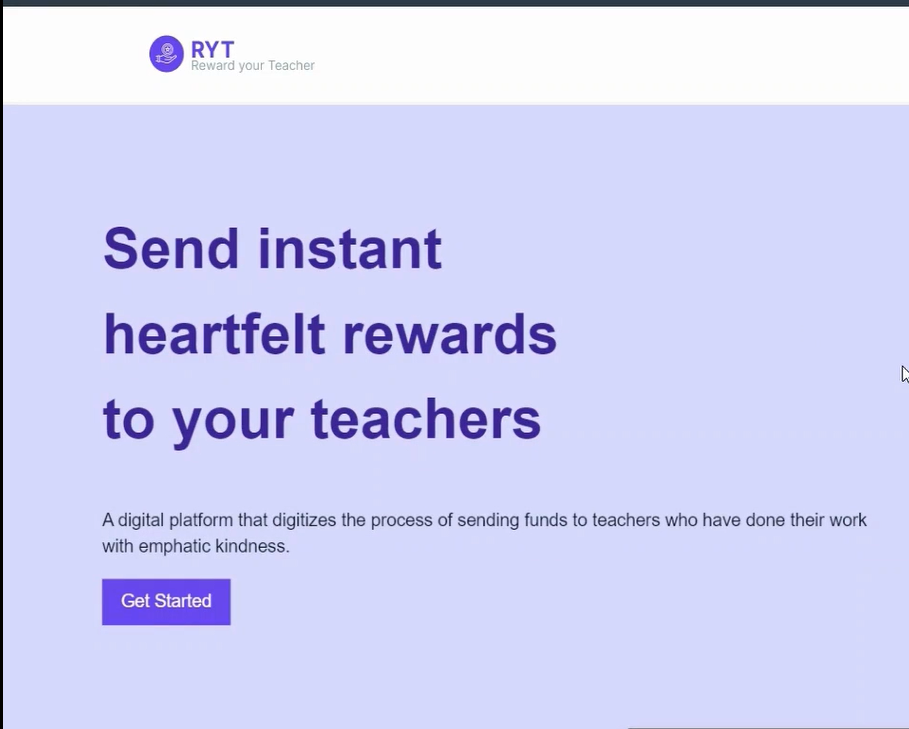 RYT
Reward your Teacher
Send instant
heartfelt rewards
to your teachers
A digital platform that digitizes the process of sending funds to teachers who have done their work
with emphatic kindness.
Get Started